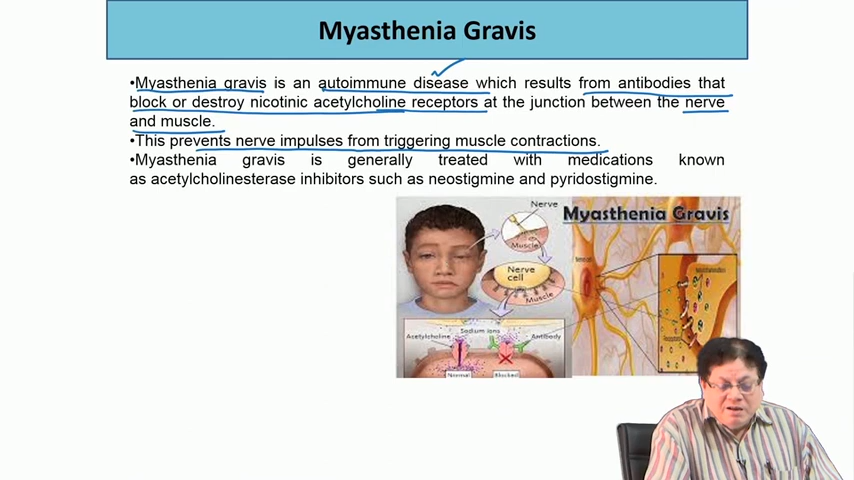 Myasthenia Gravis
•Myasthenia gravis is an autoimmune disease which results from antibodies that
block or destroy nicotinic acetylcholine receptors at the junction between the nerve
and muscle.
•This prevents nerve impulses from triggering muscle contractions.
•Myasthenia gravis is generally treated with medications known
as acetylcholinesterase inhibitors such as neostigmine and pyridostigmine.
Nerve
Muscle
Myasthenia Gravis
Nerve
cell
Muscle
Sodium ions
Acetylcholine
Antibody
Normal
Blocked